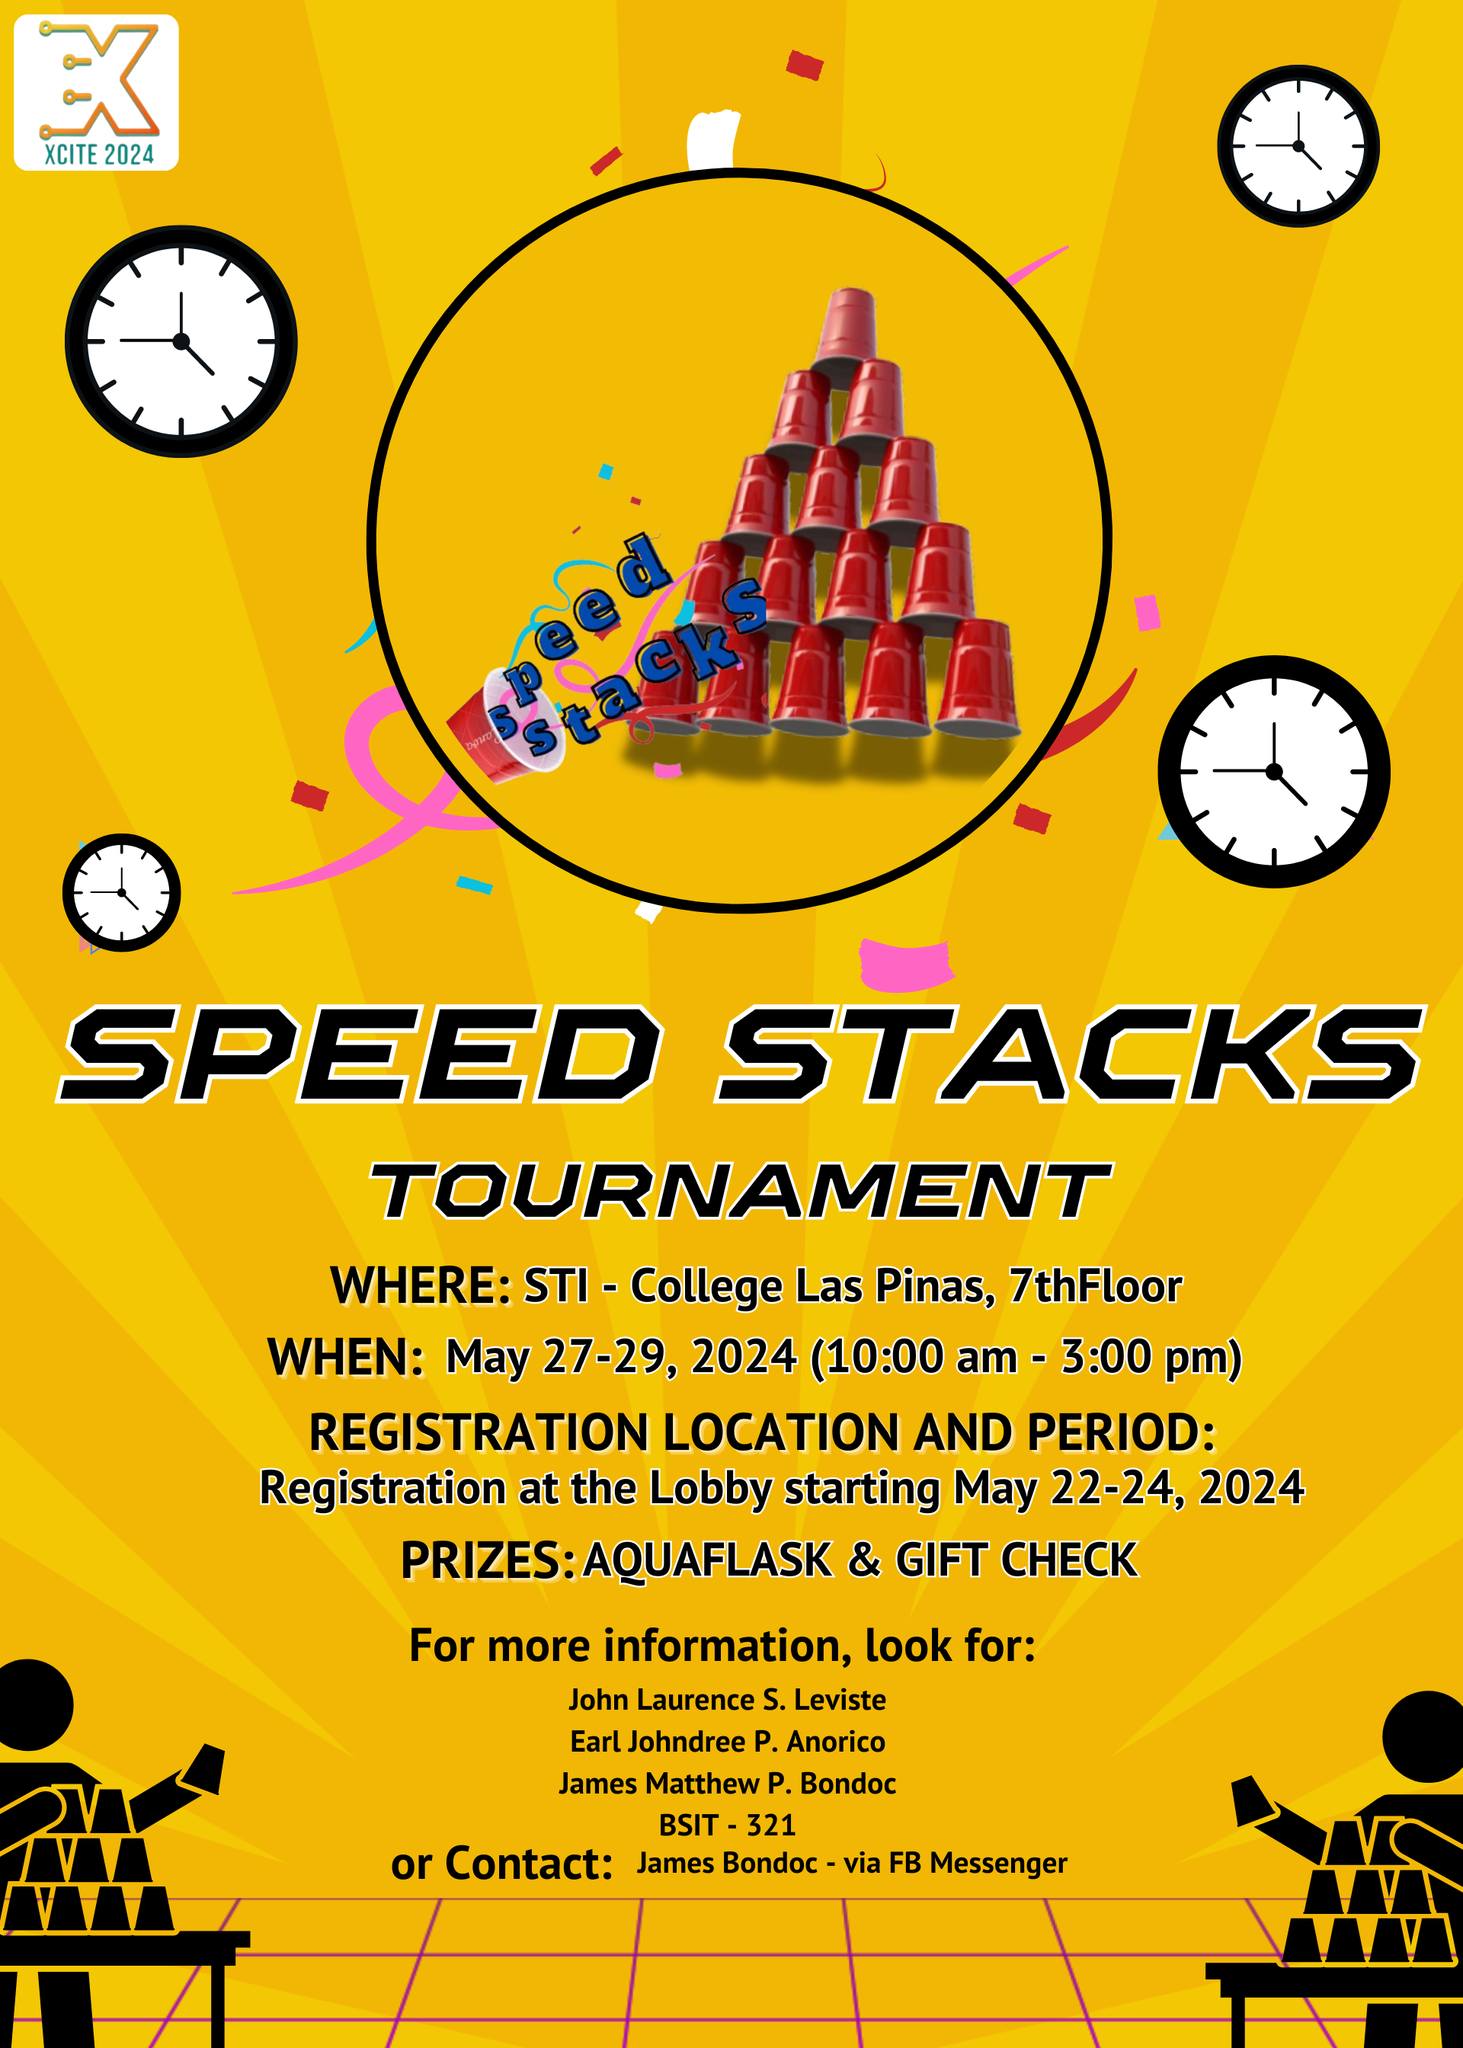 XCITE 2024
speed
stacks
SPEED STACKS
TOURNAMENT
WHERE: STI - College Las Pinas, 7thFloor
WHEN: May 27-29, 2024 (10:00 am - 3:00 pm)
REGISTRATION LOCATION AND PERIOD:
Registration at the Lobby starting May 22-24, 2024
PRIZES: AQUAFLASK & GIFT CHECK
For more information, look for:
John Laurence S. Leviste
Earl Johndree P. Anorico
James Matthew P. Bondoc
BSIT - 321
or Contact: James Bondoc - via FB Messenger